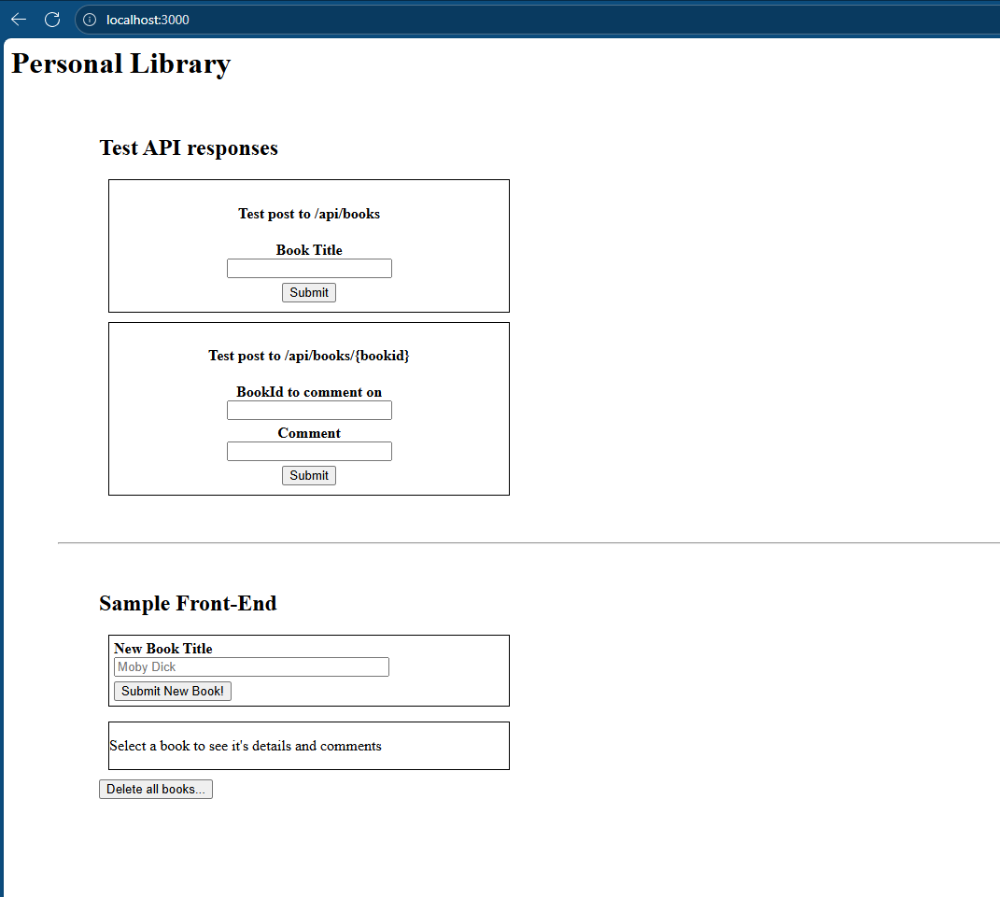 localhost:3000
Personal Library
Test API responses
Test post to /api/books
Book Title
Submit
Test post to /api/books/{bookid}
BookId to comment on
Comment
Submit
Sample Front-End
New Book Title
Moby Dick
Submit New Book!
Select a book to see it's details and comments
Delete all books...